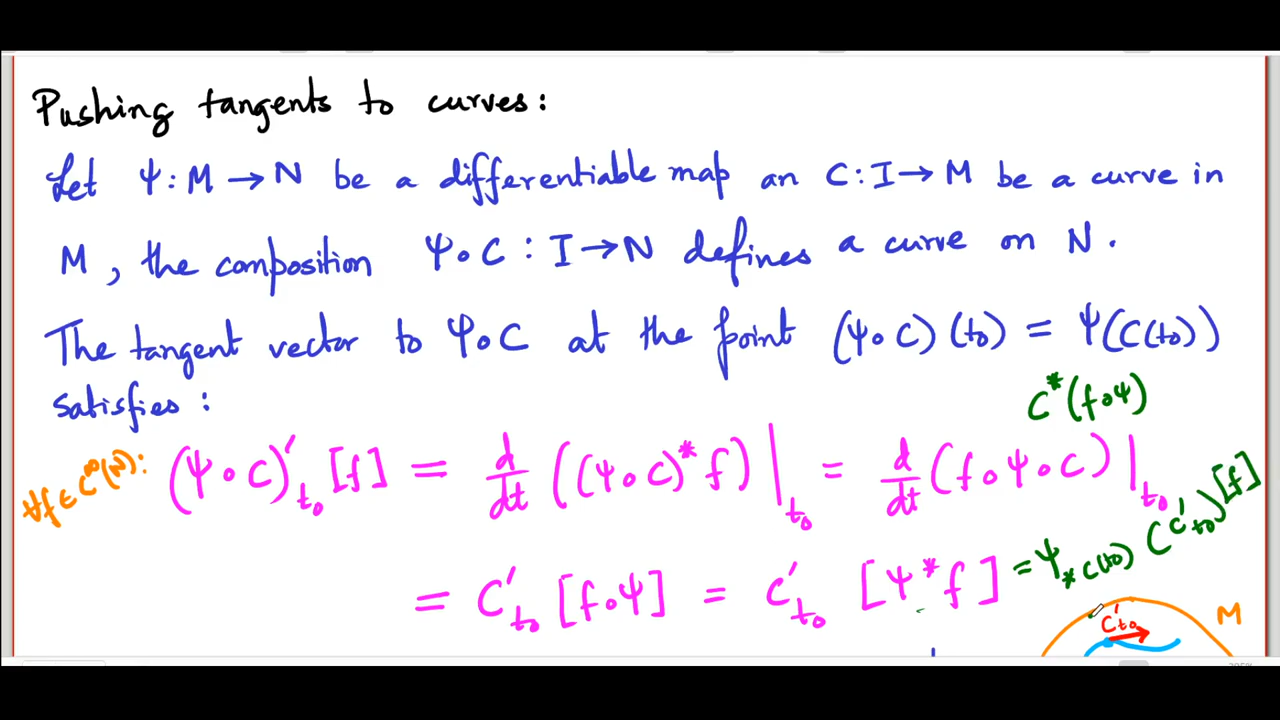 Pushing tangents to curves:
Let Ψ: M → N be a differentiable map an C: I → M be a curve in
M, the composition Ψ∘C : I → N defines a curve on N.
The tangent vector to Ψ∘C at the point (Ψ∘C)(t₀) = Ψ(C(t₀))
satisfies:
C*(f∘Ψ)
∀f ∈ C^∞(N): (Ψ∘C)'_{t₀}[f] = d/dt ((Ψ∘C)* f)|_{t₀} = d/dt (f∘Ψ∘C)|_{t₀}
= C'_{t₀}[f∘Ψ] = C'_{t₀}[Ψ*f] = Ψ_{* C(t₀)} (C'_{t₀})[f]
C'_{t₀} M